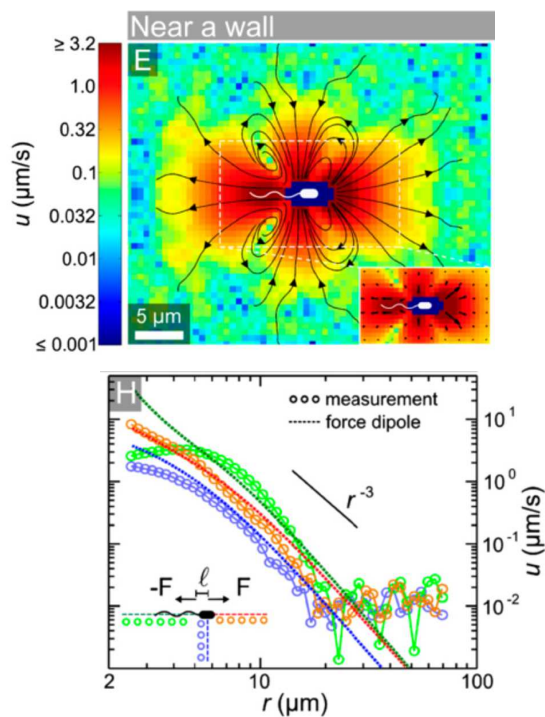 Near a wall
E
≥ 3.2
1.0
0.32
0.1
0.032
0.01
0.0032
≤ 0.001
u (μm/s)
5 μm
H
measurement
force dipole
r⁻³
-F ℓ F
10¹
10⁰
10⁻¹
10⁻²
u (μm/s)
2 10 100
r (μm)